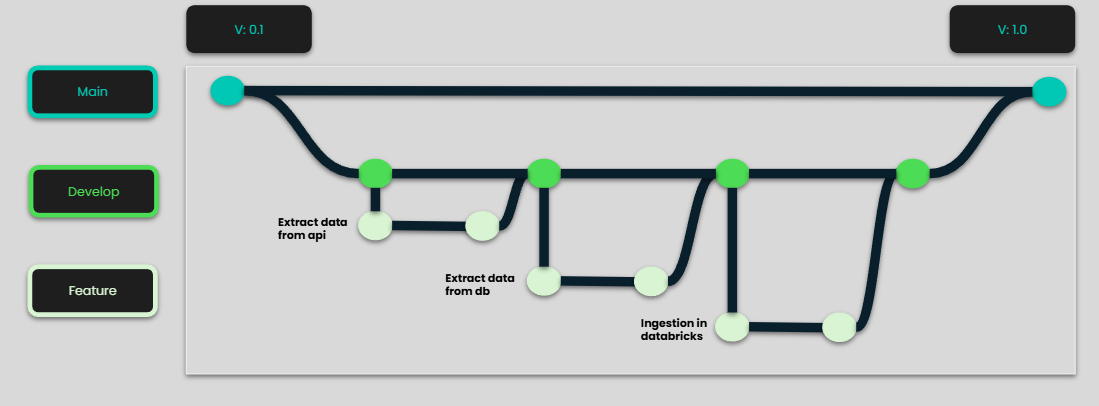 V: 0.1
V: 1.0
Main
Develop
Extract data
from api
Feature
Extract data
from db
Ingestion in
databricks